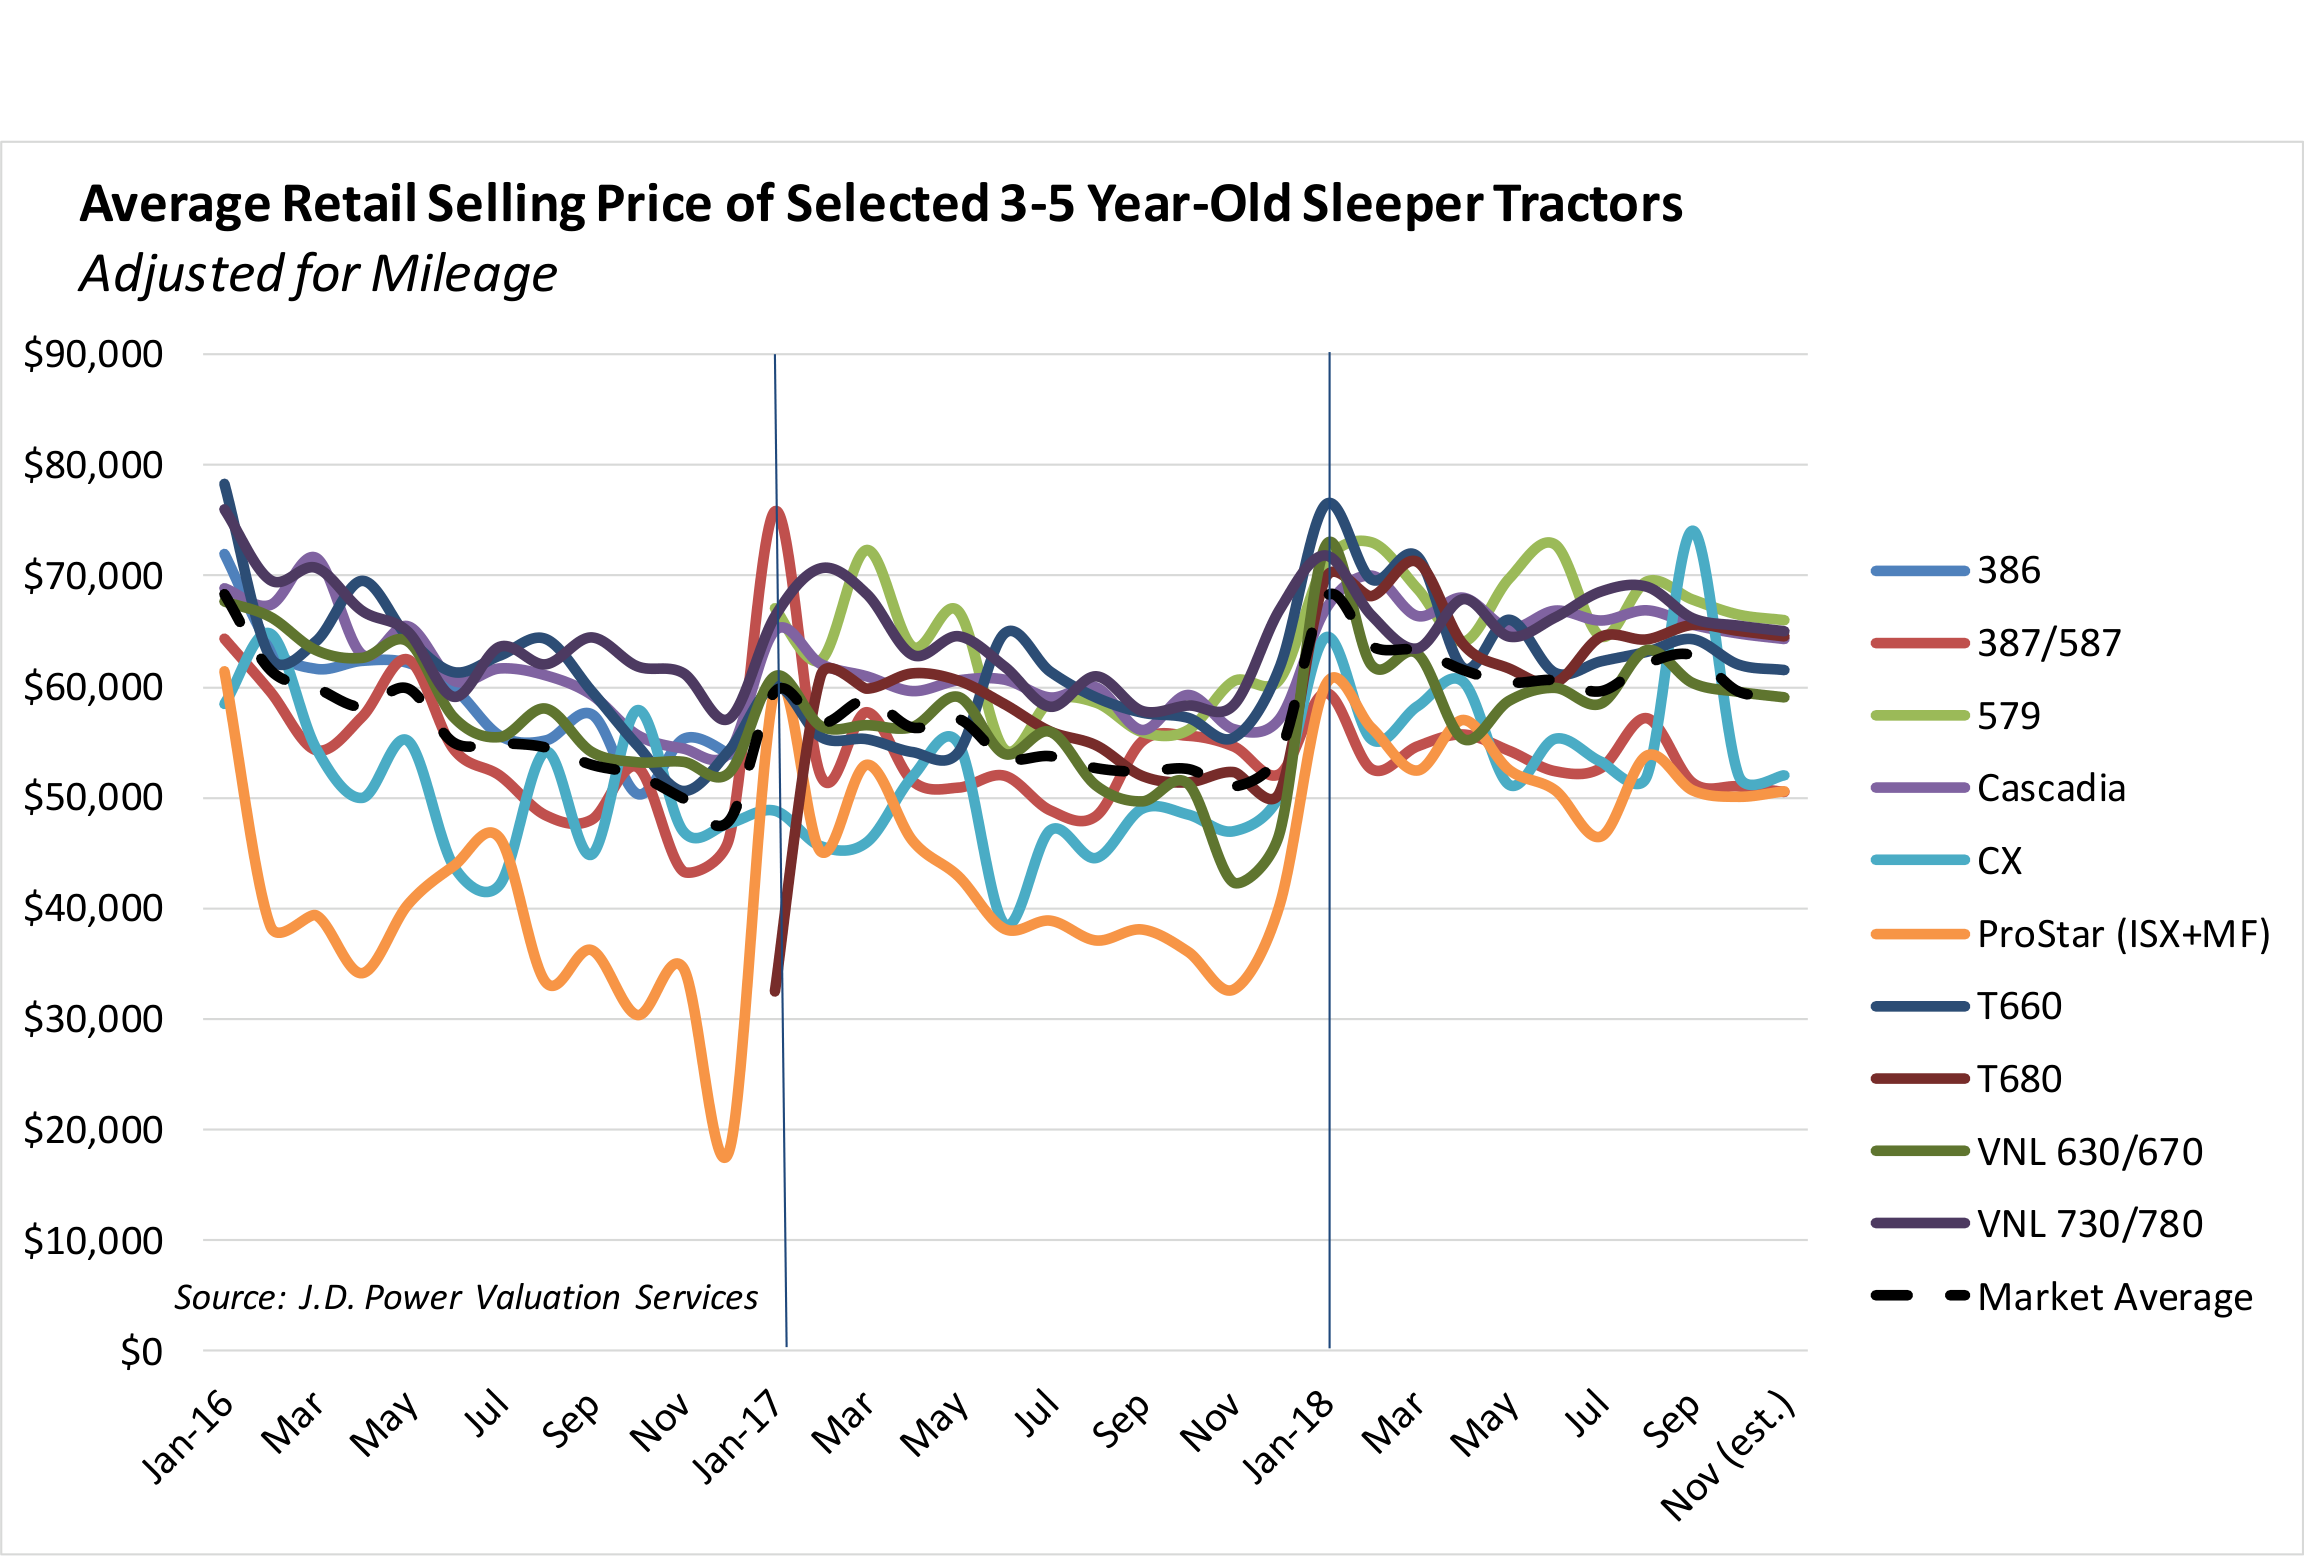 Average Retail Selling Price of Selected 3-5 Year-Old Sleeper Tractors
Adjusted for Mileage
$90,000
$80,000
$70,000
$60,000
$50,000
$40,000
$30,000
$20,000
$10,000
$0
386
387/587
579
Cascadia
CX
ProStar (ISX+MF)
T660
T680
VNL 630/670
VNL 730/780
Market Average
Source: J.D. Power Valuation Services
Jan-16
Mar
May
Jul
Sep
Nov
Jan-17
Mar
May
Jul
Sep
Nov
Jan-18
Mar
May
Jul
Sep
Nov (est.)